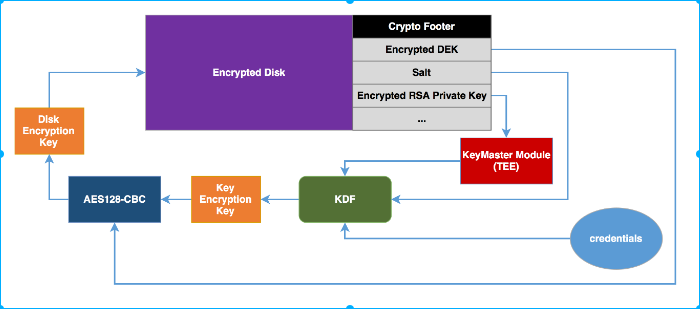 Crypto Footer
Encrypted DEK
Encrypted Disk
Salt
Encrypted RSA Private Key
...
Disk
Encryption
Key
KeyMaster Module
(TEE)
AES128-CBC
Key
Encryption
Key
KDF
credentials